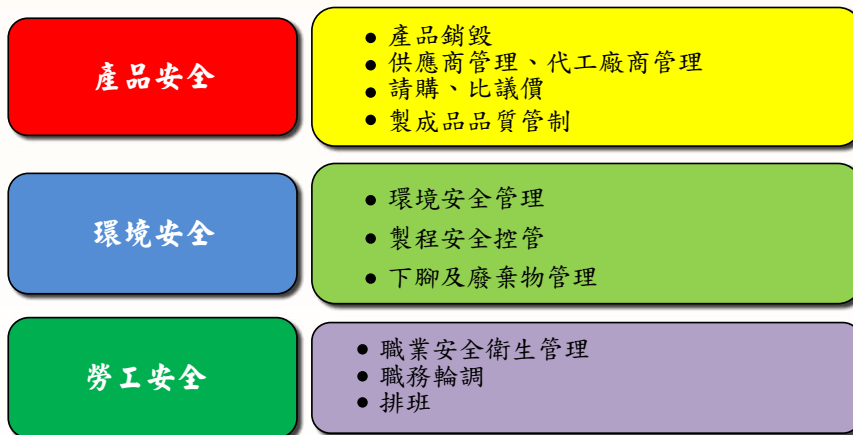 產品安全
● 產品銷毀
● 供應商管理、代工廠商管理
● 請購、比議價
● 製成品品質管制
環境安全
● 環境安全管理
● 製程安全控管
● 下腳及廢棄物管理
勞工安全
● 職業安全衛生管理
● 職務輪調
● 排班